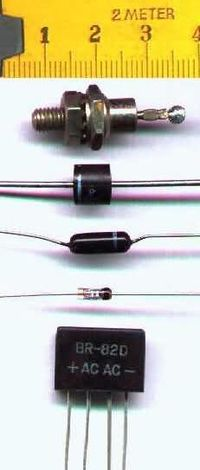 2 METER
1 2 3 4
BR-82D
+ AC AC -